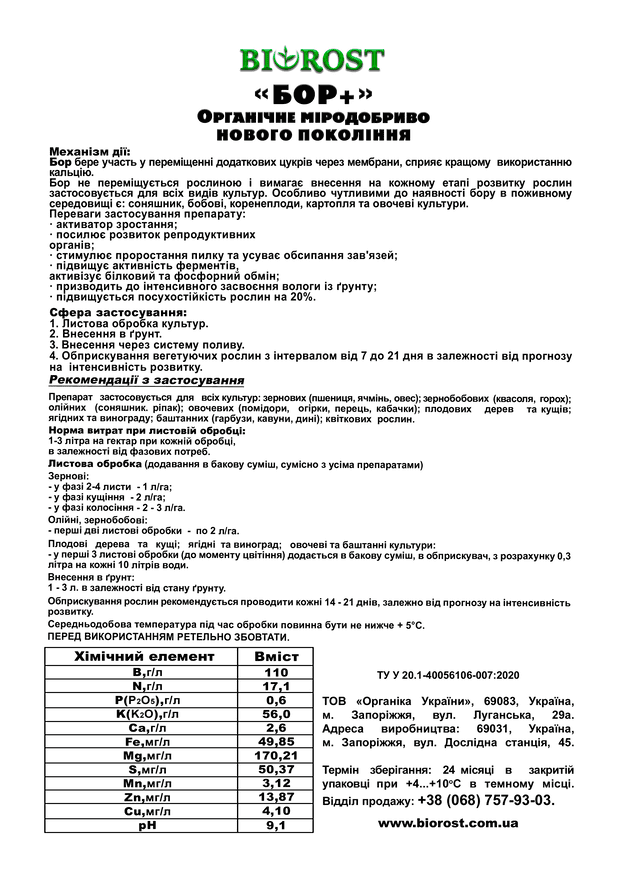 BIOROST
«БОР+»
Органічне міродобриво
нового покоління
Механізм дії:
Бор бере участь у переміщенні додаткових цукрів через мембрани, сприяє кращому використанню
кальцію.
Бор не переміщується рослиною і вимагає внесення на кожному етапі розвитку рослин
застосовується для всіх видів культур. Особливо чутливими до наявності бору в поживному
середовищі є: соняшник, бобові, коренеплоди, картопля та овочеві культури.
Переваги застосування препарату:
· активатор зростання;
· посилює розвиток репродуктивних
органів;
· стимулює проростання пилку та усуває обсипання зав'язей;
· підвищує активність ферментів,
активізує білковий та фосфорний обмін;
· призводить до інтенсивного засвоєння вологи із ґрунту;
· підвищується посухостійкість рослин на 20%.
Сфера застосування:
1. Листова обробка культур.
2. Внесення в ґрунт.
3. Внесення через систему поливу.
4. Обприскування вегетуючих рослин з інтервалом від 7 до 21 дня в залежності від прогнозу
на інтенсивність розвитку.
Рекомендації з застосування
Препарат застосовується для всіх культур: зернових (пшениця, ячмінь, овес); зернобобових (квасоля, горох);
олійних (соняшник. ріпак); овочевих (помідори, огірки, перець, кабачки); плодових дерев та кущів;
ягідних та винограду; баштанних (гарбузи, кавуни, дині); квіткових рослин.
Норма витрат при листовій обробці:
1-3 літра на гектар при кожній обробці,
в залежності від фазових потреб.
Листова обробка (додавання в бакову суміш, сумісно з усіма препаратами)
Зернові:
- у фазі 2-4 листи - 1 л/га;
- у фазі кущіння - 2 л/га;
- у фазі колосіння - 2 - 3 л/га.
Олійні, зернобобові:
- перші дві листові обробки - по 2 л/га.
Плодові дерева та кущі; ягідні та виноград; овочеві та баштанні культури:
- у перші 3 листові обробки (до моменту цвітіння) додається в бакову суміш, в обприскувач, з розрахунку 0,3
літра на кожні 10 літрів води.
Внесення в ґрунт:
1 - 3 л. в залежності від стану ґрунту.
Обприскування рослин рекомендується проводити кожні 14 - 21 днів, залежно від прогнозу на інтенсивність
розвитку.
Середньодобова температура під час обробки повинна бути не нижче + 5°С.
ПЕРЕД ВИКОРИСТАННЯМ РЕТЕЛЬНО ЗБОВТАТИ.
Хімічний елемент Вміст
B,г/л 110
N,г/л 17,1
P(P₂O₅),г/л 0,6
K(K₂O),г/л 56,0
Ca,г/л 2,6
Fe,мг/л 49,85
Mg,мг/л 170,21
S,мг/л 50,37
Mn,мг/л 3,12
Zn,мг/л 13,87
Cu,мг/л 4,10
pH 9,1
ТУ У 20.1-40056106-007:2020
ТОВ «Органіка України», 69083, Україна,
м. Запоріжжя, вул. Луганська, 29а.
Адреса виробництва: 69031, Україна,
м. Запоріжжя, вул. Дослідна станція, 45.
Термін зберігання: 24 місяці в закритій
упаковці при +4...+10°С в темному місці.
Відділ продажу: +38 (068) 757-93-03.
www.biorost.com.ua